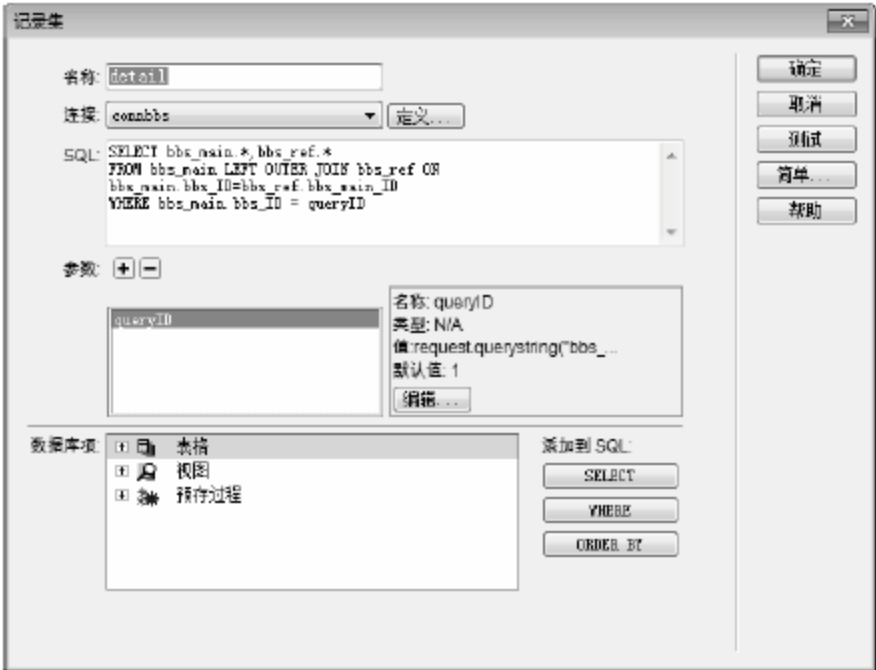 记录集
名称: detail
确定
连接: connbbs 定义...
取消
SQL: SELECT bbs_main.*,bbs_ref.*
FROM bbs_main LEFT OUTER JOIN bbs_ref ON
bbs_main.bbs_ID=bbs_ref.bbs_main_ID
WHERE bbs_main.bbs_ID = queryID
测试
简单...
帮助
参数:
queryID
名称: queryID
类型: N/A
值:request.querystring("bbs_...
默认值: 1
编辑...
数据库项: 表格
视图
预存过程
添加到 SQL:
SELECT
WHERE
ORDER BY